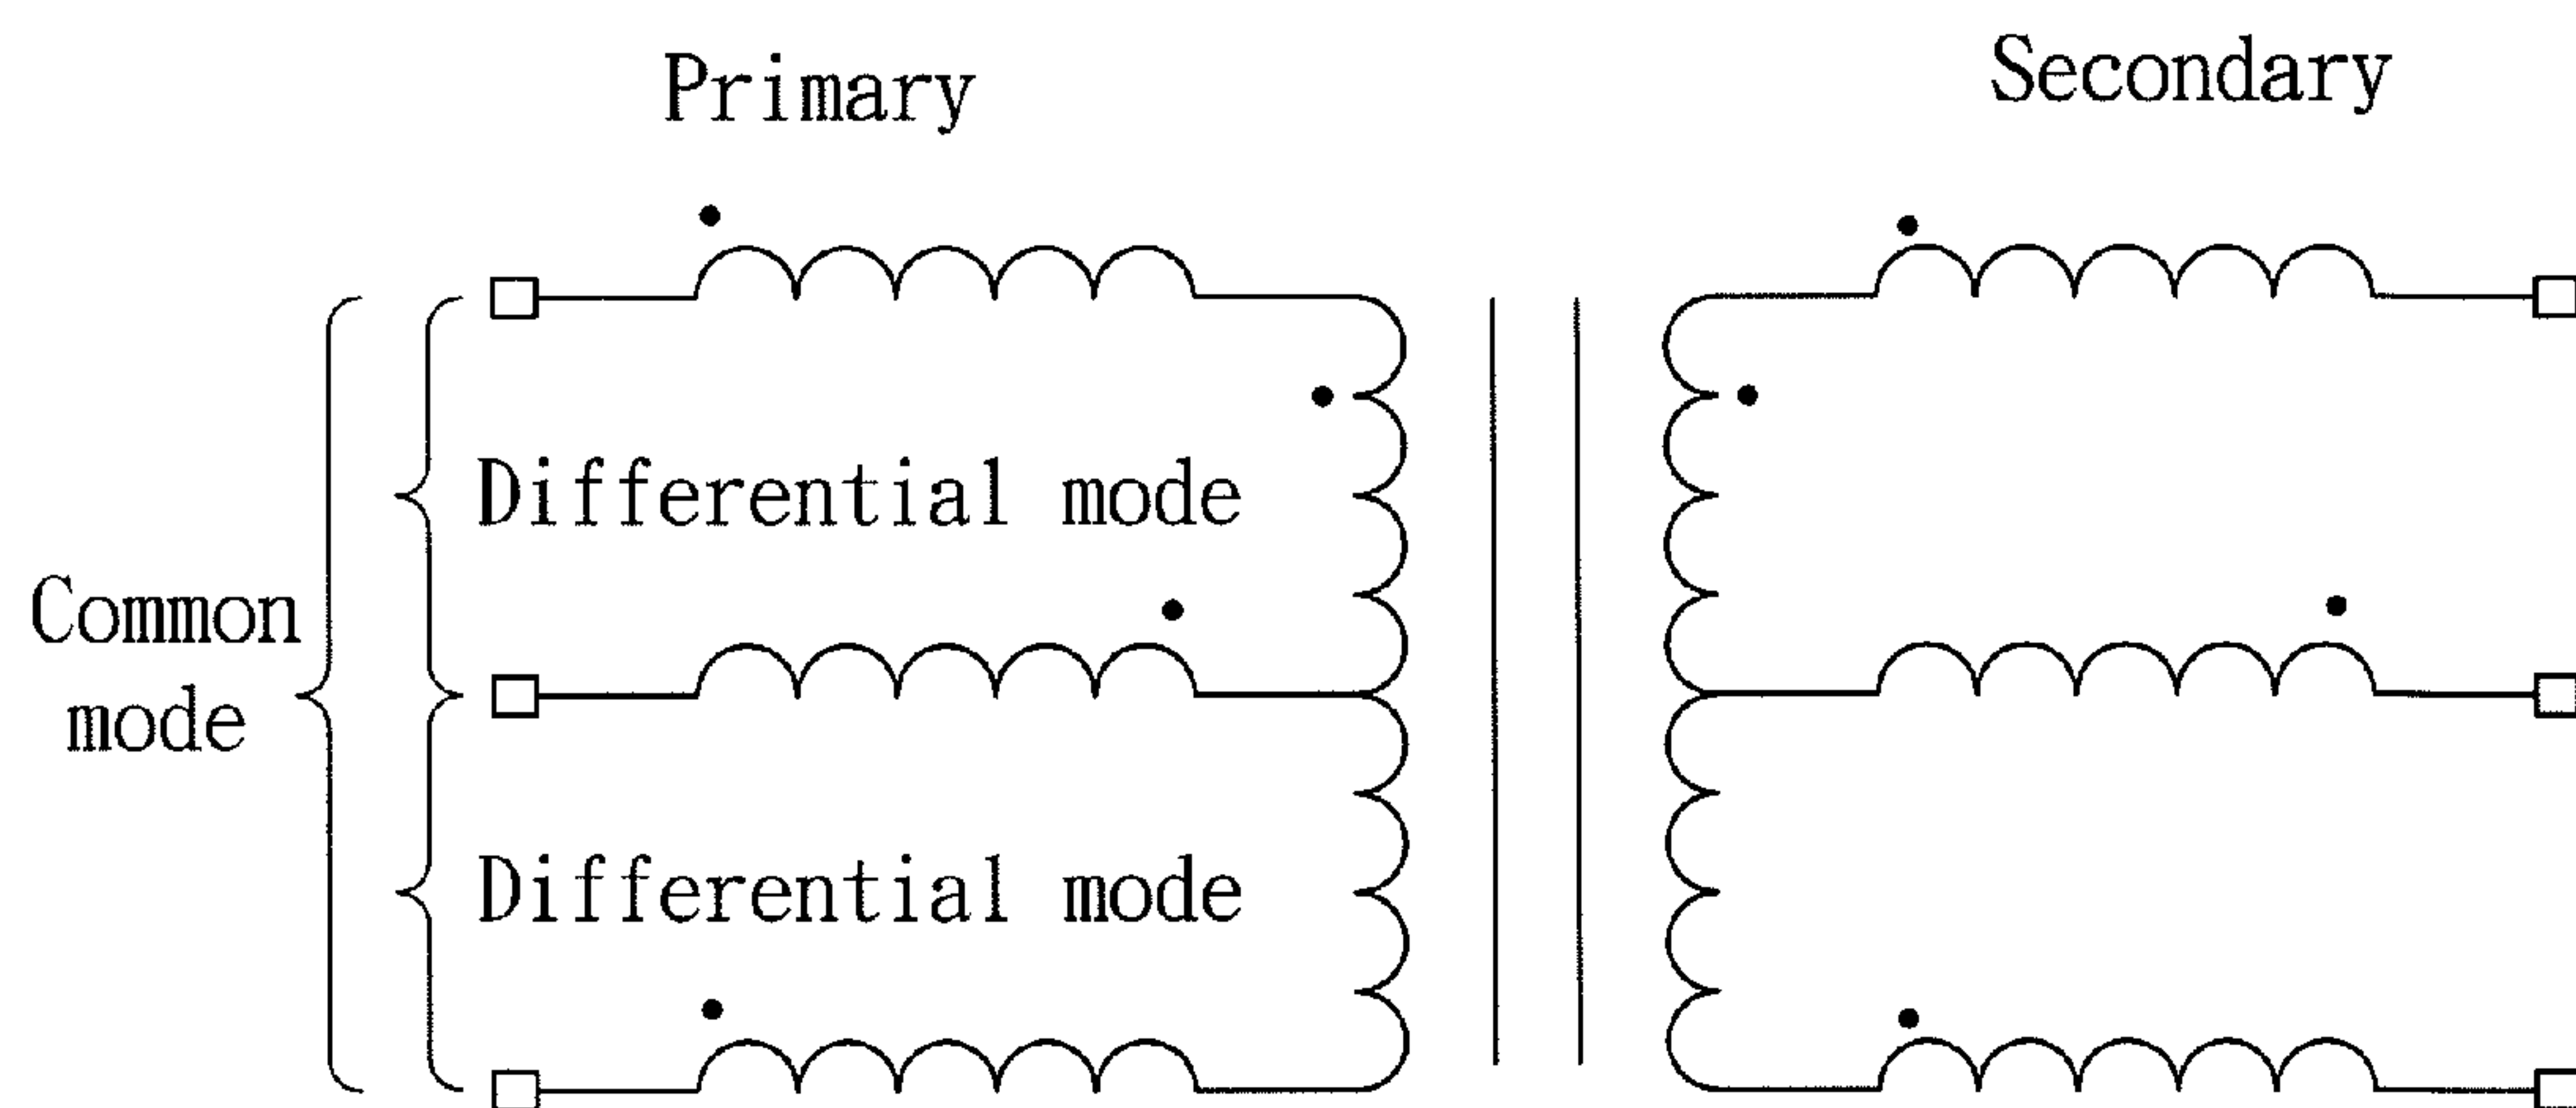 Primary
Secondary
Differential mode
Common
mode
Differential mode